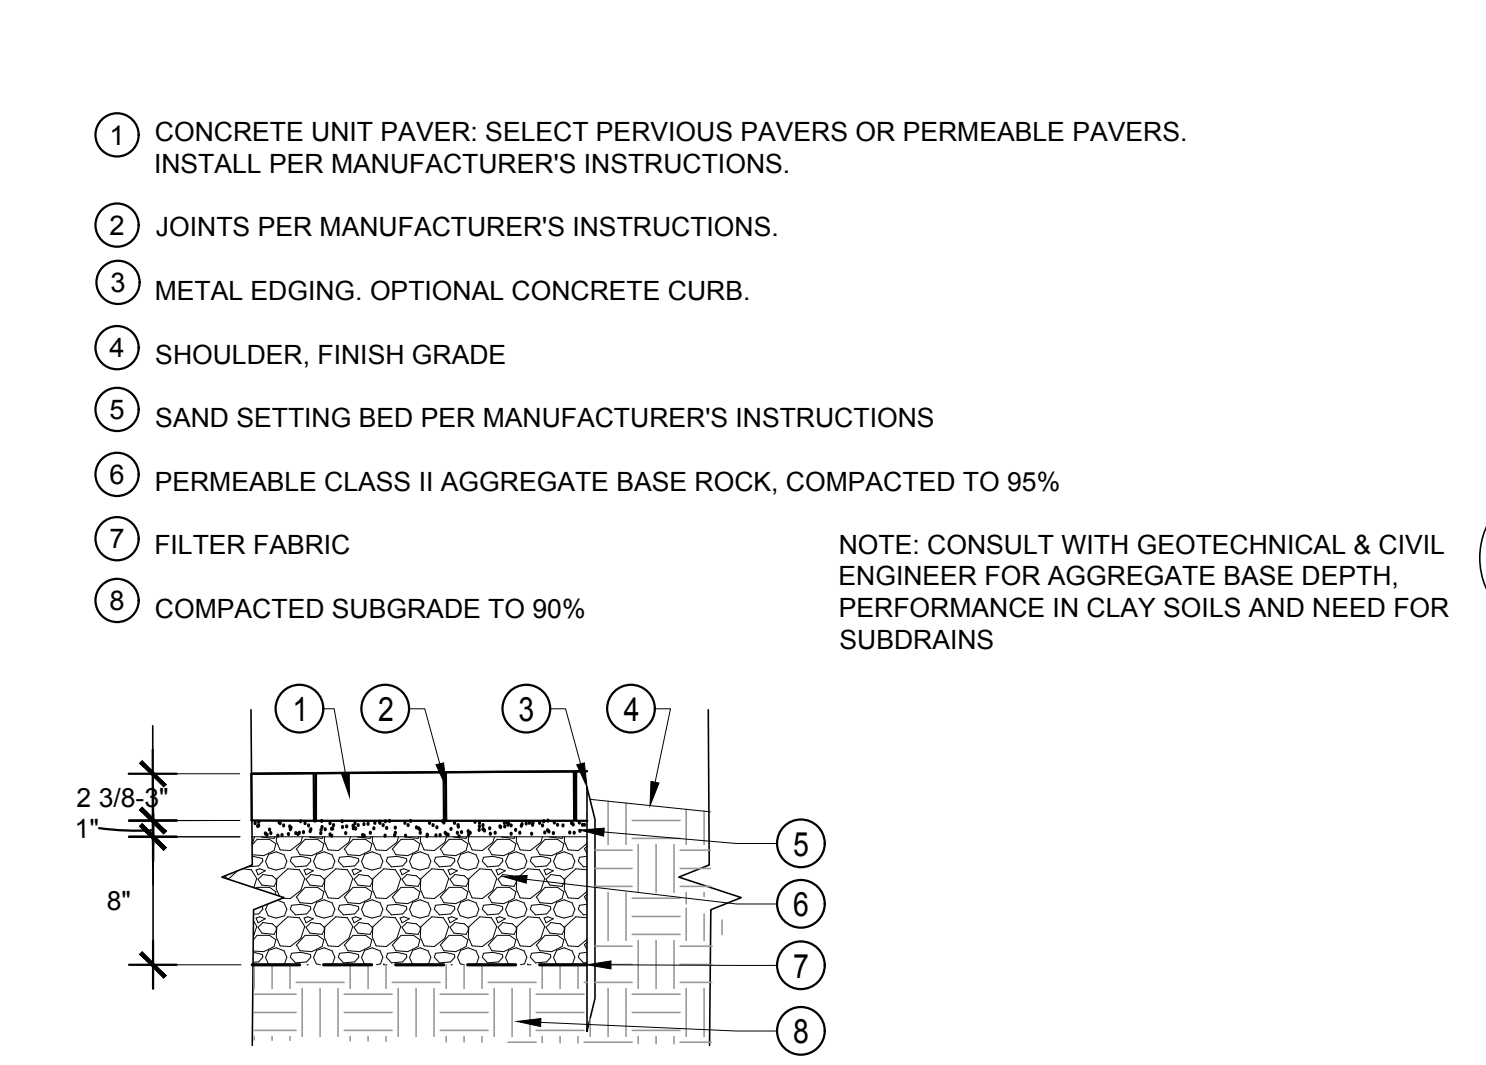 1 CONCRETE UNIT PAVER: SELECT PERVIOUS PAVERS OR PERMEABLE PAVERS.
INSTALL PER MANUFACTURER'S INSTRUCTIONS.
2 JOINTS PER MANUFACTURER'S INSTRUCTIONS.
3 METAL EDGING. OPTIONAL CONCRETE CURB.
4 SHOULDER, FINISH GRADE
5 SAND SETTING BED PER MANUFACTURER'S INSTRUCTIONS
6 PERMEABLE CLASS II AGGREGATE BASE ROCK, COMPACTED TO 95%
7 FILTER FABRIC
8 COMPACTED SUBGRADE TO 90%
NOTE: CONSULT WITH GEOTECHNICAL & CIVIL
ENGINEER FOR AGGREGATE BASE DEPTH,
PERFORMANCE IN CLAY SOILS AND NEED FOR
SUBDRAINS
1 2 3 4
2 3/8-3"
1"
8"
5
6
7
8